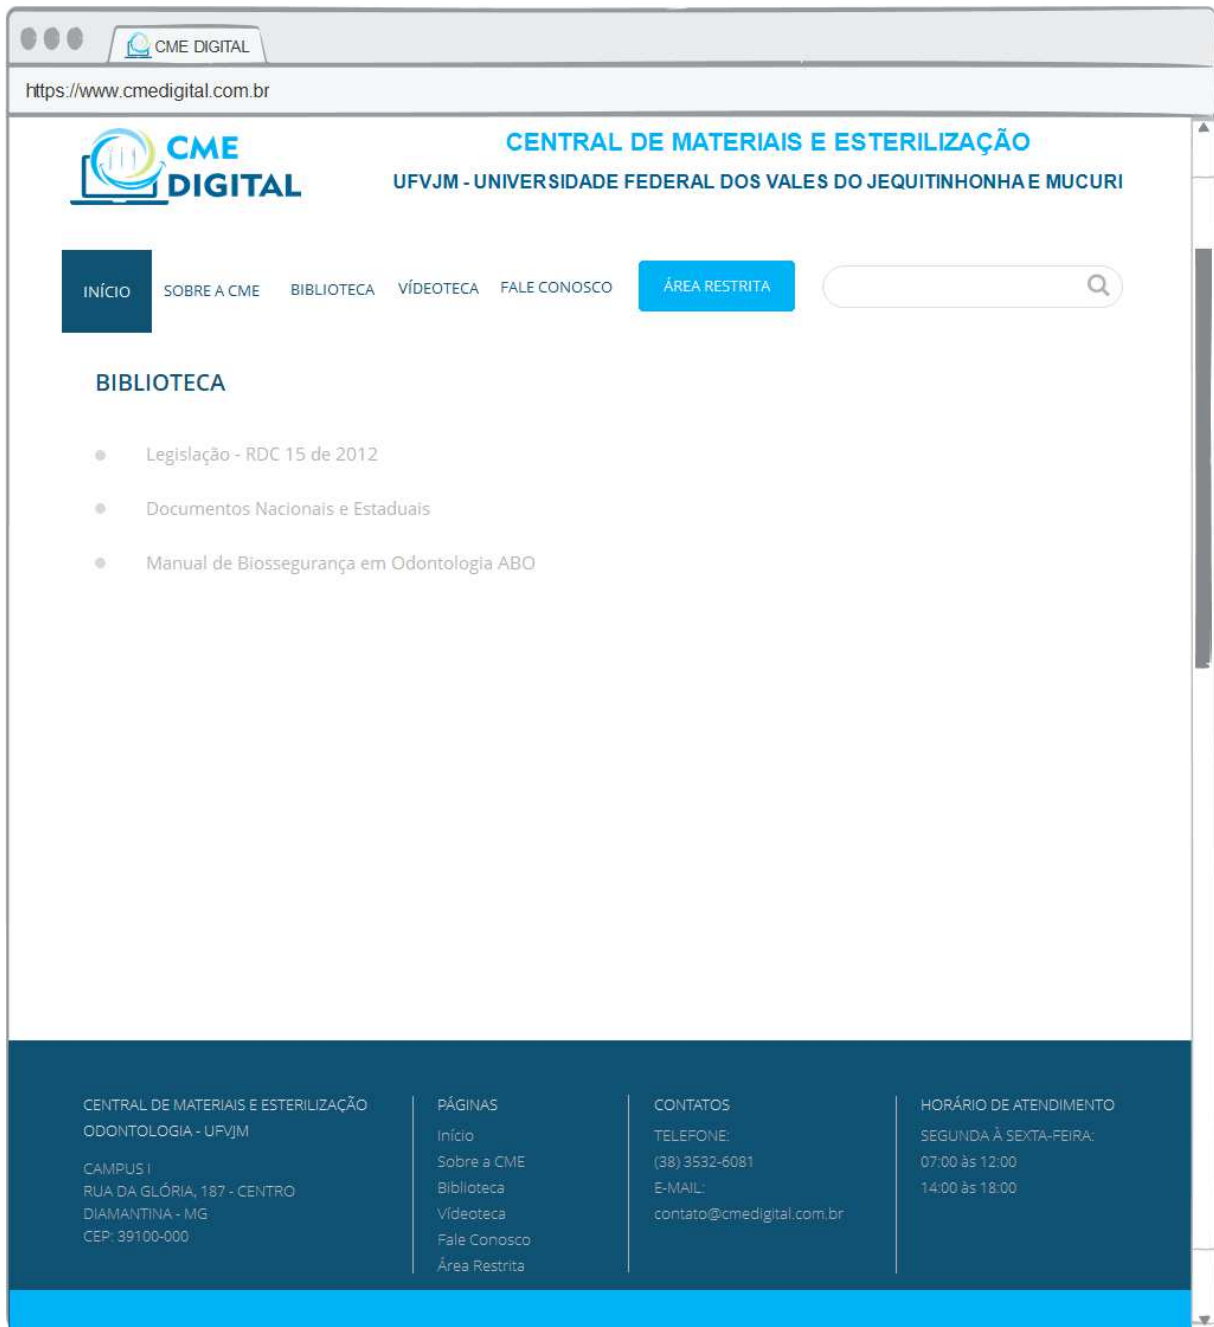 CME DIGITAL
https://www.cmedigital.com.br
CME
DIGITAL
CENTRAL DE MATERIAIS E ESTERILIZAÇÃO
UFVJM - UNIVERSIDADE FEDERAL DOS VALES DO JEQUITINHONHA E MUCURI
INÍCIO SOBRE A CME BIBLIOTECA VÍDEOTECA FALE CONOSCO ÁREA RESTRITA
BIBLIOTECA
Legislação - RDC 15 de 2012
Documentos Nacionais e Estaduais
Manual de Biossegurança em Odontologia ABO
CENTRAL DE MATERIAIS E ESTERILIZAÇÃO
ODONTOLOGIA - UFVJM
CAMPUS I
RUA DA GLÓRIA, 187 - CENTRO
DIAMANTINA - MG
CEP: 39100-000
PÁGINAS
Início
Sobre a CME
Biblioteca
Vídeoteca
Fale Conosco
Área Restrita
CONTATOS
TELEFONE:
(38) 3532-6081
E-MAIL:
contato@cmedigital.com.br
HORÁRIO DE ATENDIMENTO
SEGUNDA À SEXTA-FEIRA:
07:00 às 12:00
14:00 às 18:00